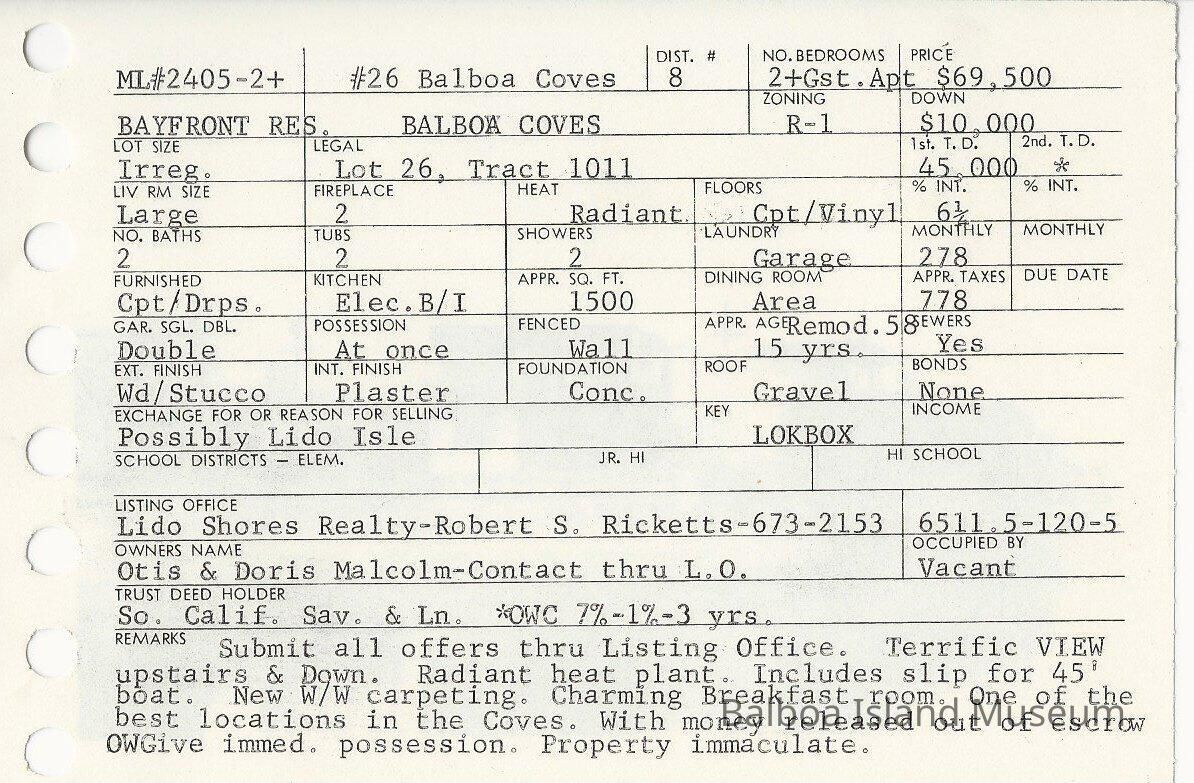 DIST. # NO. BEDROOMS PRICE
ML#2405-2+ #26 Balboa Coves 8 2+Gst.Apt $69,500
ZONING DOWN
BAYFRONT RES. BALBOA COVES R-1 $10,000
LOT SIZE LEGAL 1st. T. D. 2nd. T. D.
Irreg. Lot 26, Tract 1011 45,000 *
LIV RM SIZE FIREPLACE HEAT FLOORS % INT. % INT.
Large 2 Radiant Cpt/Vinyl 6½
NO. BATHS TUBS SHOWERS LAUNDRY MONTHLY MONTHLY
2 2 2 Garage 278
FURNISHED KITCHEN APPR. SQ. FT. DINING ROOM APPR. TAXES DUE DATE
Cpt/Drps. Elec.B/I 1500 Area 778
GAR. SGL. DBL. POSSESSION FENCED APPR. AGE Remod.58 SEWERS
Double At once Wall 15 yrs. Yes
EXT. FINISH INT. FINISH FOUNDATION ROOF BONDS
Wd/Stucco Plaster Conc. Gravel None
EXCHANGE FOR OR REASON FOR SELLING KEY INCOME
Possibly Lido Isle LOKBOX
SCHOOL DISTRICTS — ELEM. JR. HI HI SCHOOL
LISTING OFFICE
Lido Shores Realty-Robert S. Ricketts-673-2153 6511.5-120-5
OWNERS NAME OCCUPIED BY
Otis & Doris Malcolm-Contact thru L.O. Vacant
TRUST DEED HOLDER
So. Calif. Sav. & Ln. *OWC 7%-1%-3 yrs.
REMARKS Submit all offers thru Listing Office. Terrific VIEW
upstairs & Down. Radiant heat plant. Includes slip for 45'
boat. New W/W carpeting. Charming Breakfast room. One of the
best locations in the Coves. With money released out of escrow
OWGive immed. possession. Property immaculate.
Balboa Island Museum